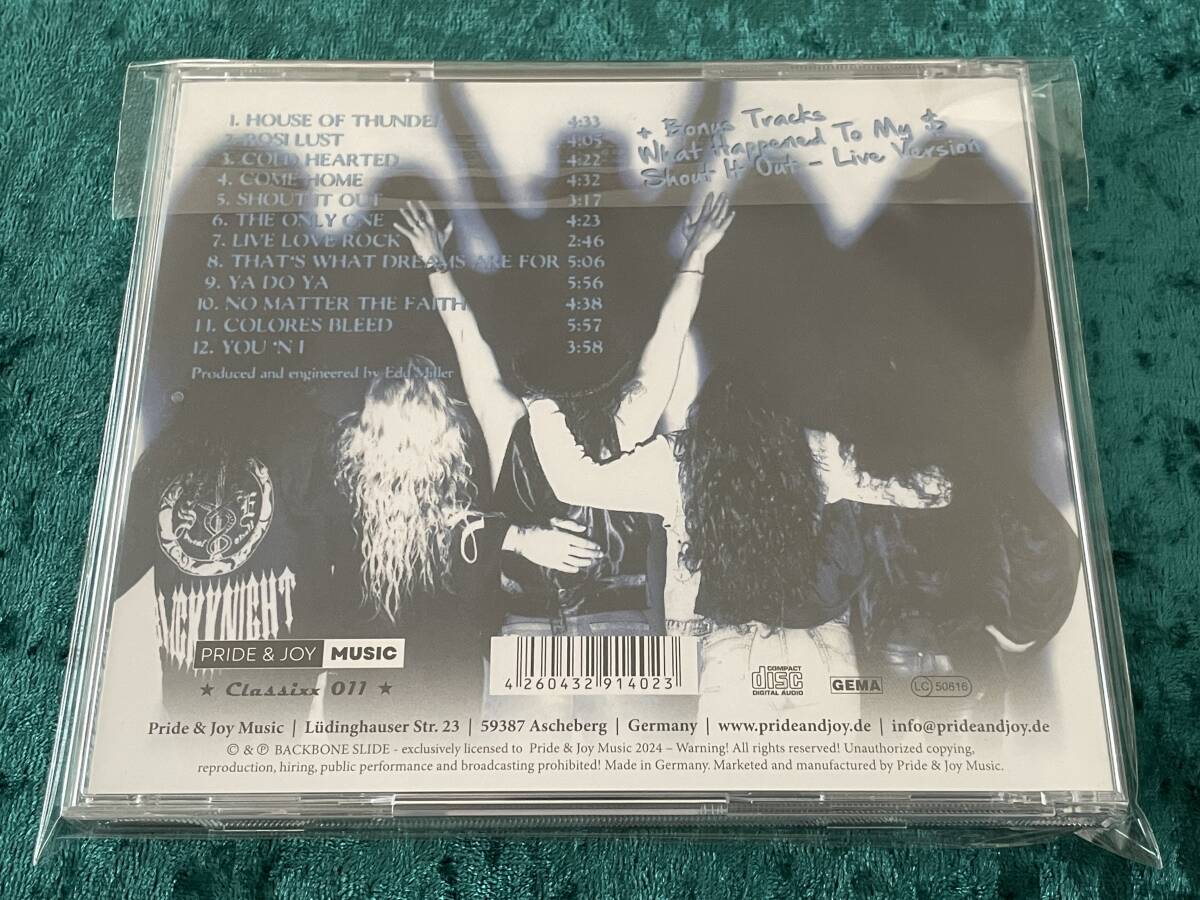 1. HOUSE OF THUNDER 4:33
2. ROSI LUST 4:05
3. COLD HEARTED 4:22
4. COME HOME 4:32
5. SHOUT IT OUT 3:17
6. THE ONLY ONE 4:23
7. LIVE LOVE ROCK 2:46
8. THAT'S WHAT DREAMS ARE FOR 5:06
9. YA DO YA 5:56
10. NO MATTER THE FAITH 4:38
11. COLORES BLEED 5:57
12. YOU 'N I 3:58
Produced and engineered by Edd Miller
+ Bonus Tracks
What Happened To My $
Shout It Out - Live Version
PRIDE & JOY MUSIC
★ Classixx 011 ★
4 260432 914023
COMPACT
disc
DIGITAL AUDIO
GEMA
LC 50816
Pride & Joy Music | Lüdinghauser Str. 23 | 59387 Ascheberg | Germany | www.prideandjoy.de | info@prideandjoy.de
© & ℗ BACKBONE SLIDE - exclusively licensed to Pride & Joy Music 2024 – Warning! All rights reserved! Unauthorized copying,
reproduction, hiring, public performance and broadcasting prohibited! Made in Germany. Marketed and manufactured by Pride & Joy Music.